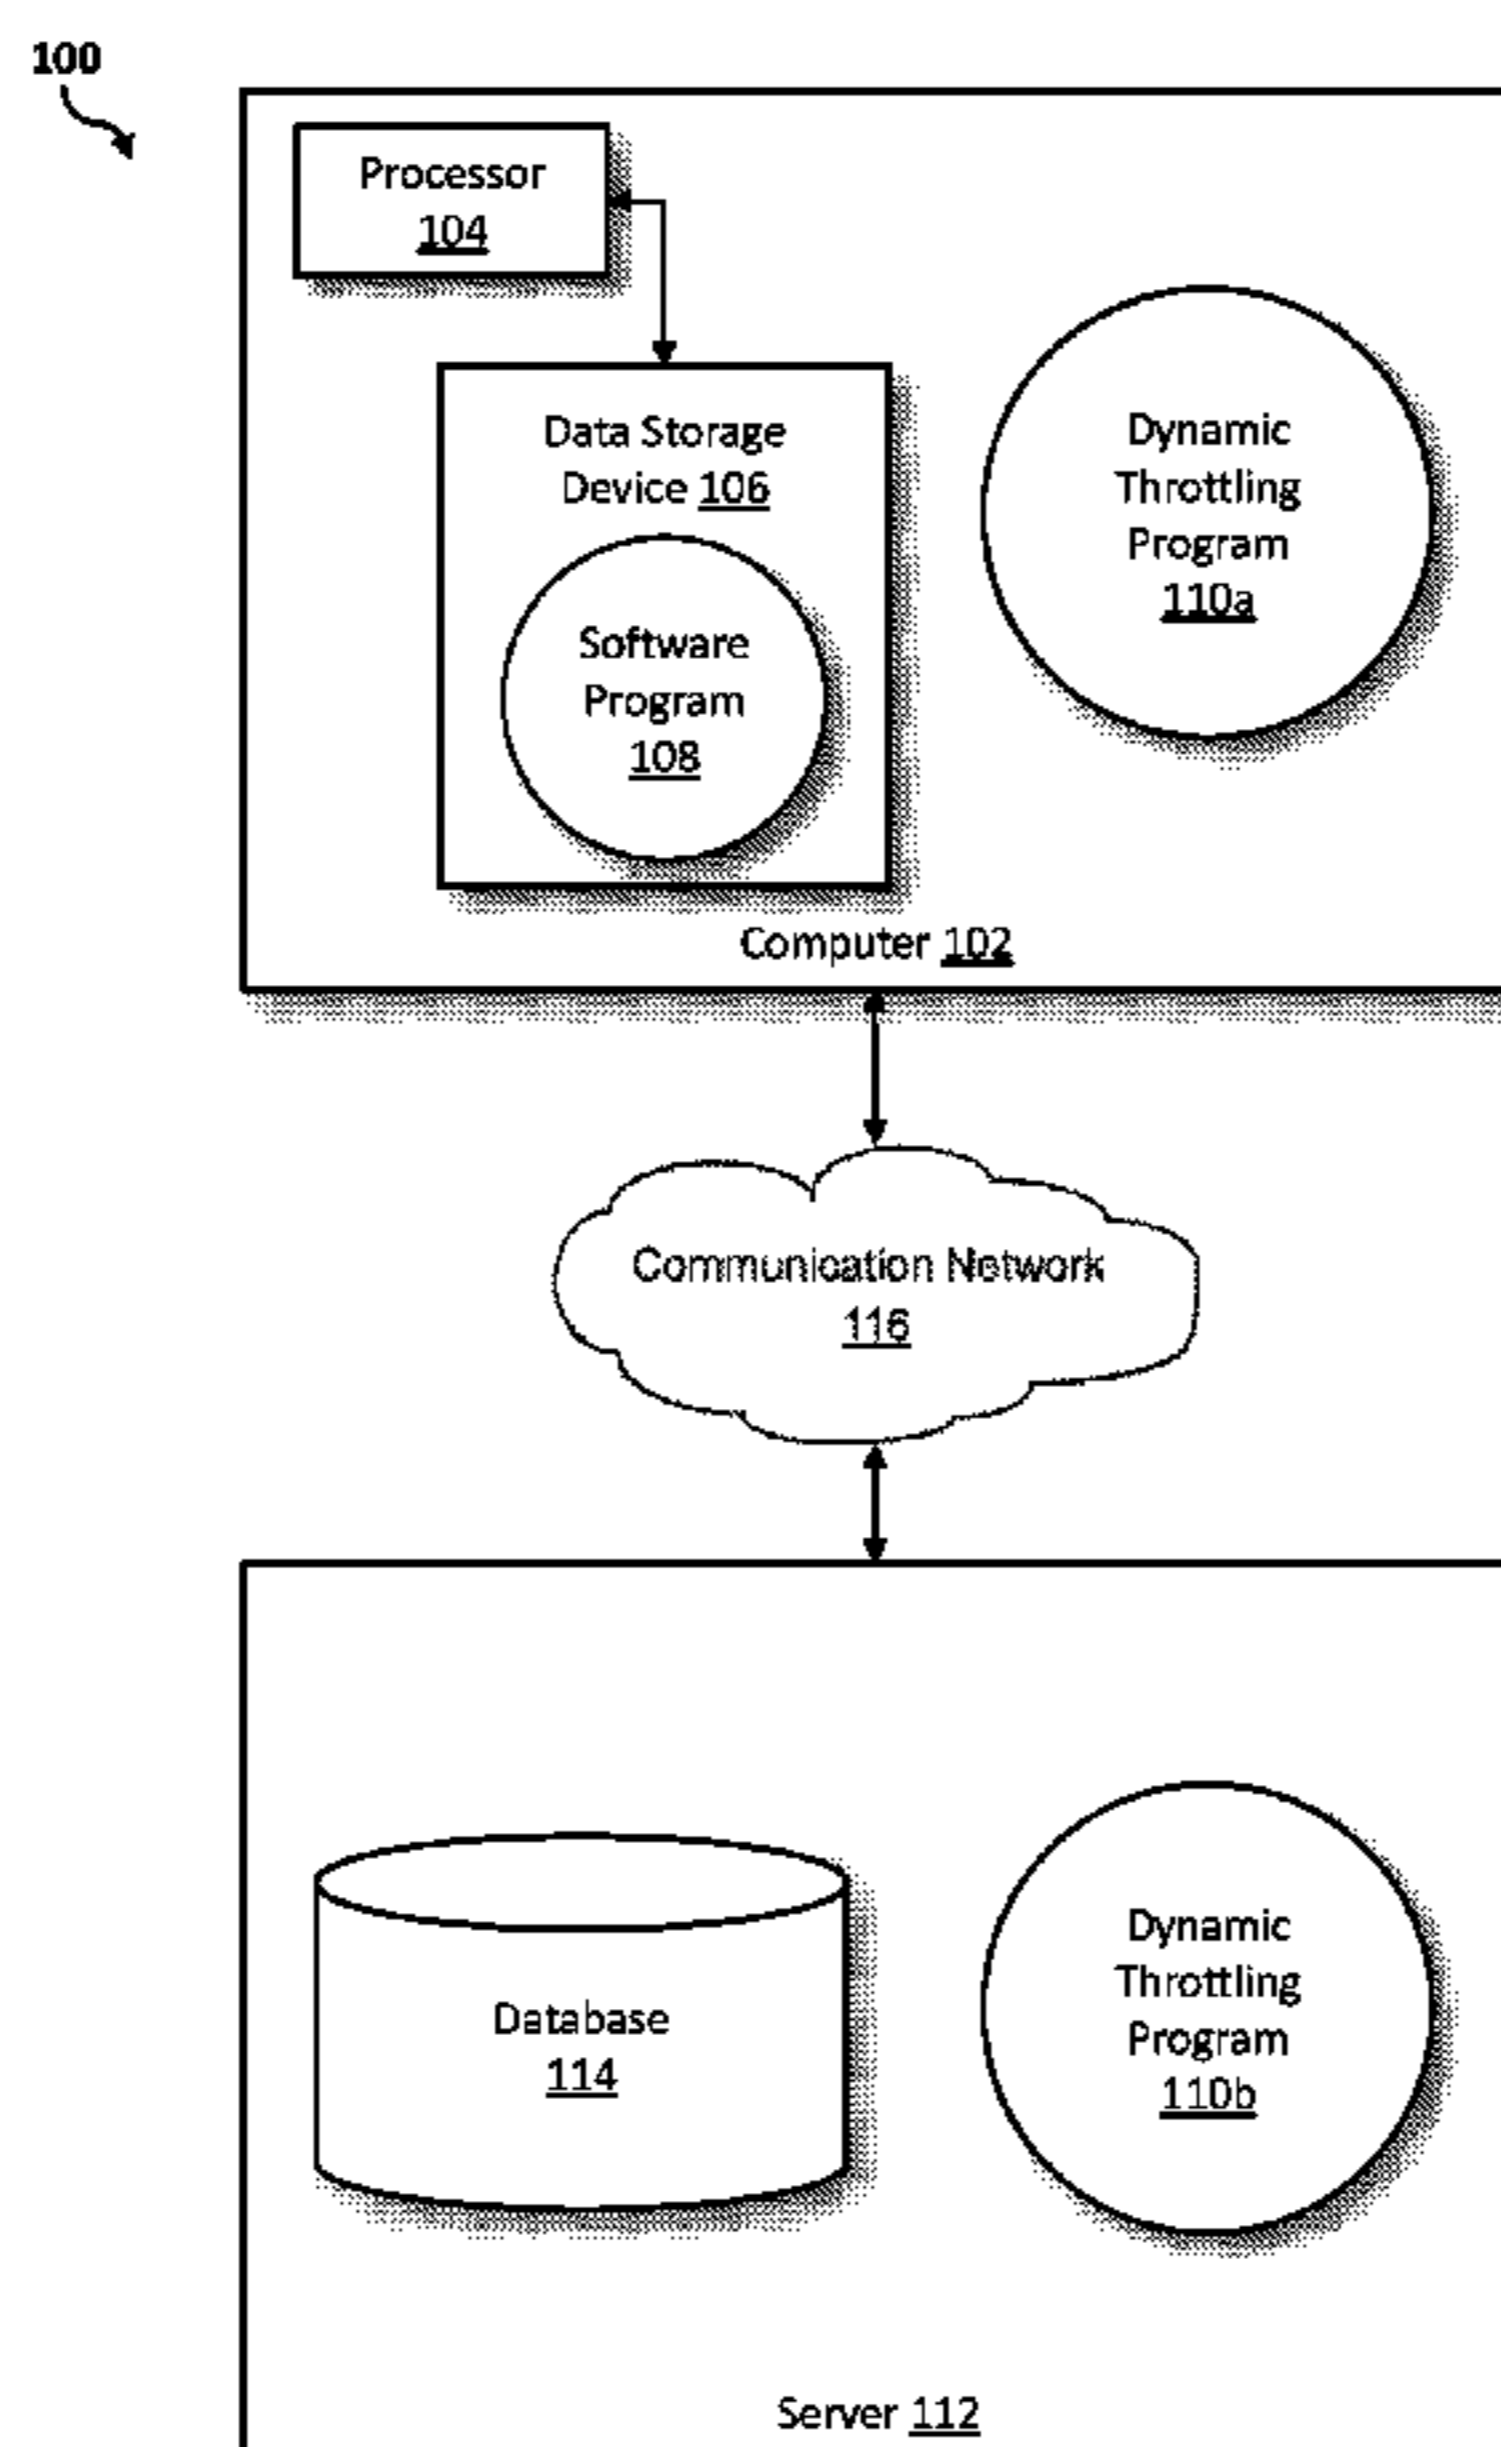 100
Processor
104
Data Storage
Device 106
Software
Program
108
Dynamic
Throttling
Program
110a
Computer 102
Communication Network
116
Database
114
Dynamic
Throttling
Program
110b
Server 112